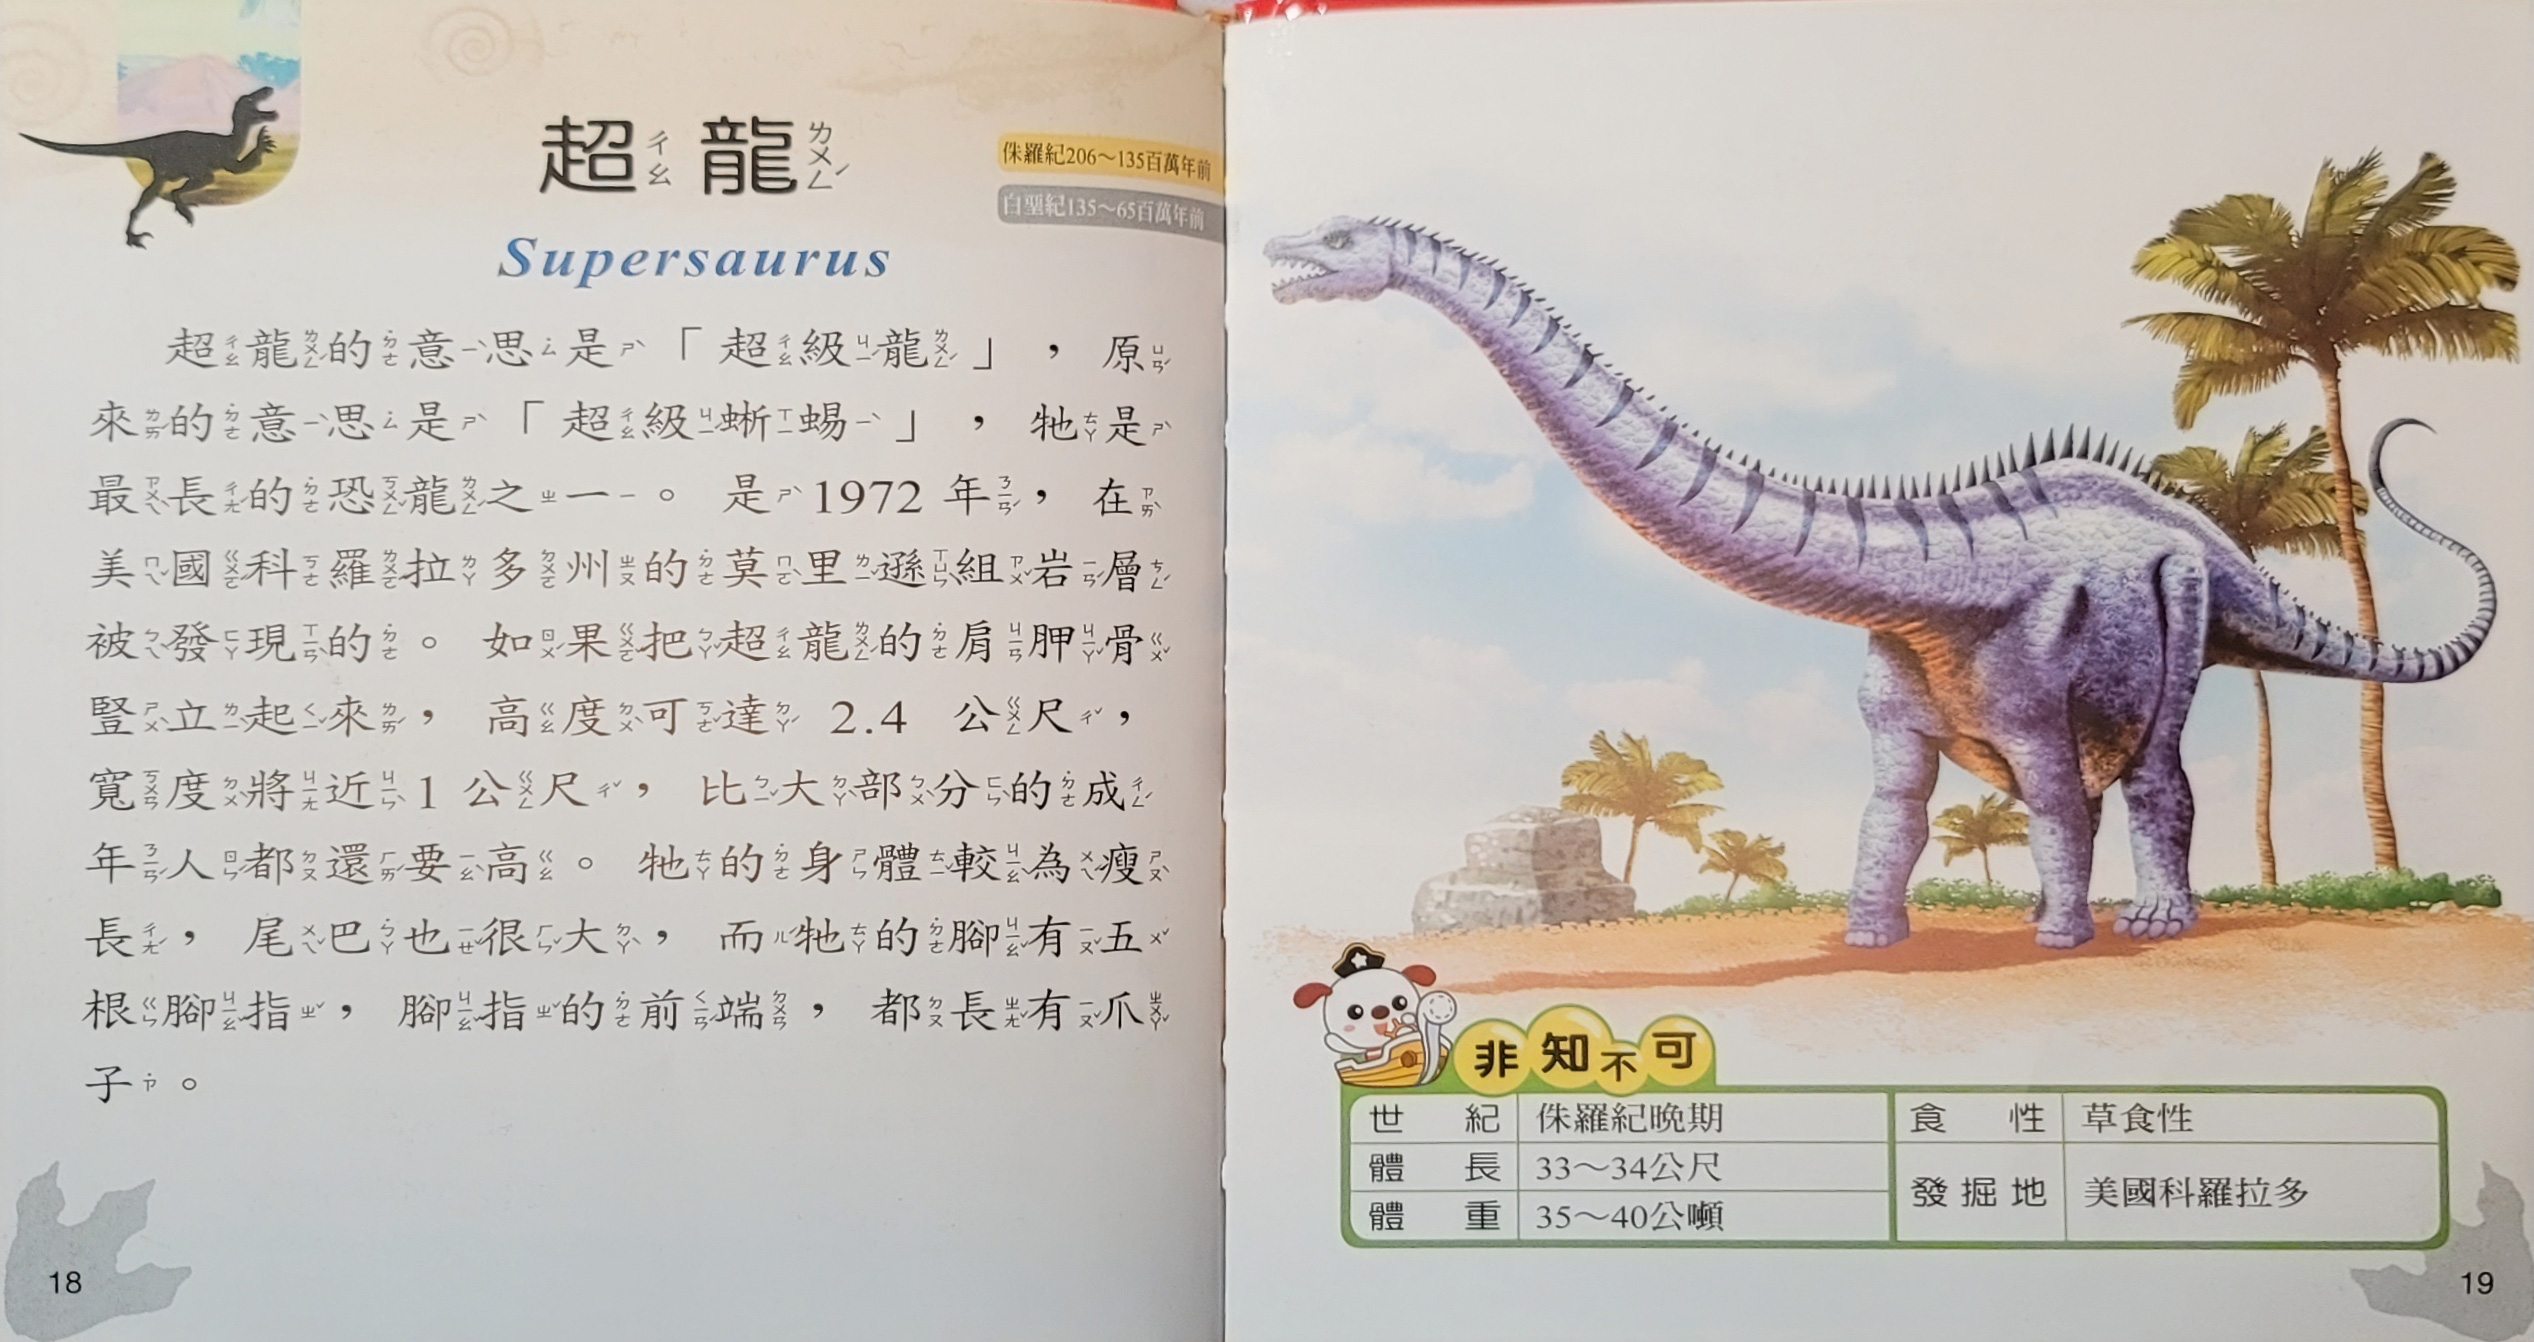 超ㄔㄠ龍ㄌㄨㄥˊ
侏羅紀206～135百萬年前
白堊紀135～65百萬年前
Supersaurus
超龍的意思是「超級龍」，原
來的意思是「超級蜥蜴」，牠是
最長的恐龍之一。是1972年，在
美國科羅拉多州的莫里遜組岩層
被發現的。如果把超龍的肩胛骨
豎立起來，高度可達2.4公尺，
寬度將近1公尺，比大部分的成
年人都還要高。牠的身體較為瘦
長，尾巴也很大，而牠的腳有五
根腳指，腳指的前端，都長有爪
子。
18
非知不可
世紀 侏羅紀晚期 食性 草食性
體長 33～34公尺 發掘地 美國科羅拉多
體重 35～40公噸
19